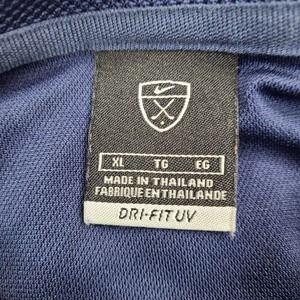 XL TG EG
MADE IN THAILAND
FABRIQUE EN THAILANDE
DRI-FIT UV